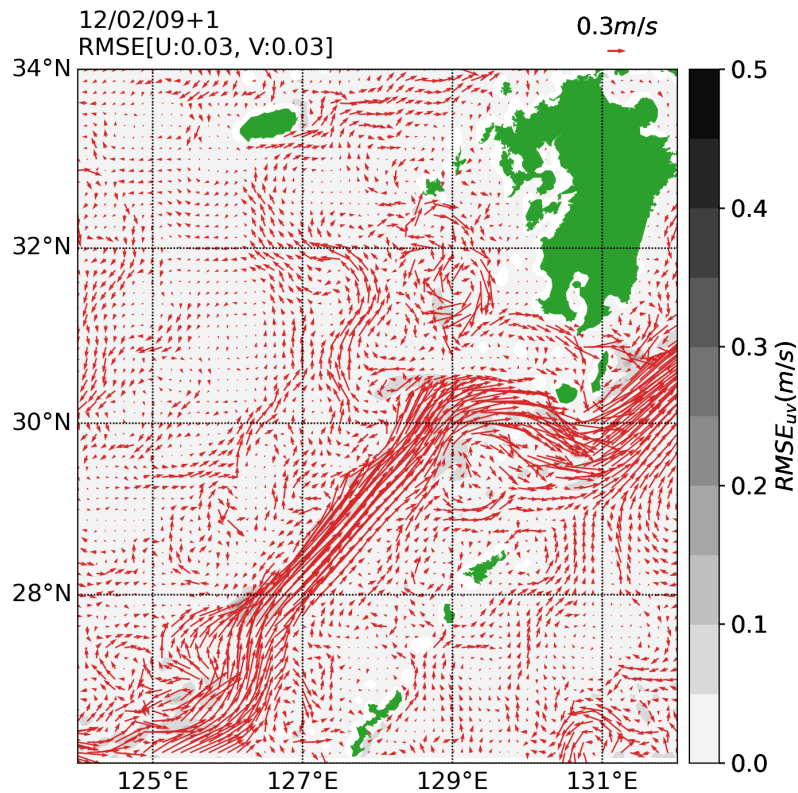 12/02/09+1
0.3m/s
RMSE[U:0.03, V:0.03]
34°N
32°N
30°N
28°N
125°E
127°E
129°E
131°E
0.5
0.4
0.3
0.2
0.1
0.0
RMSE_uv(m/s)